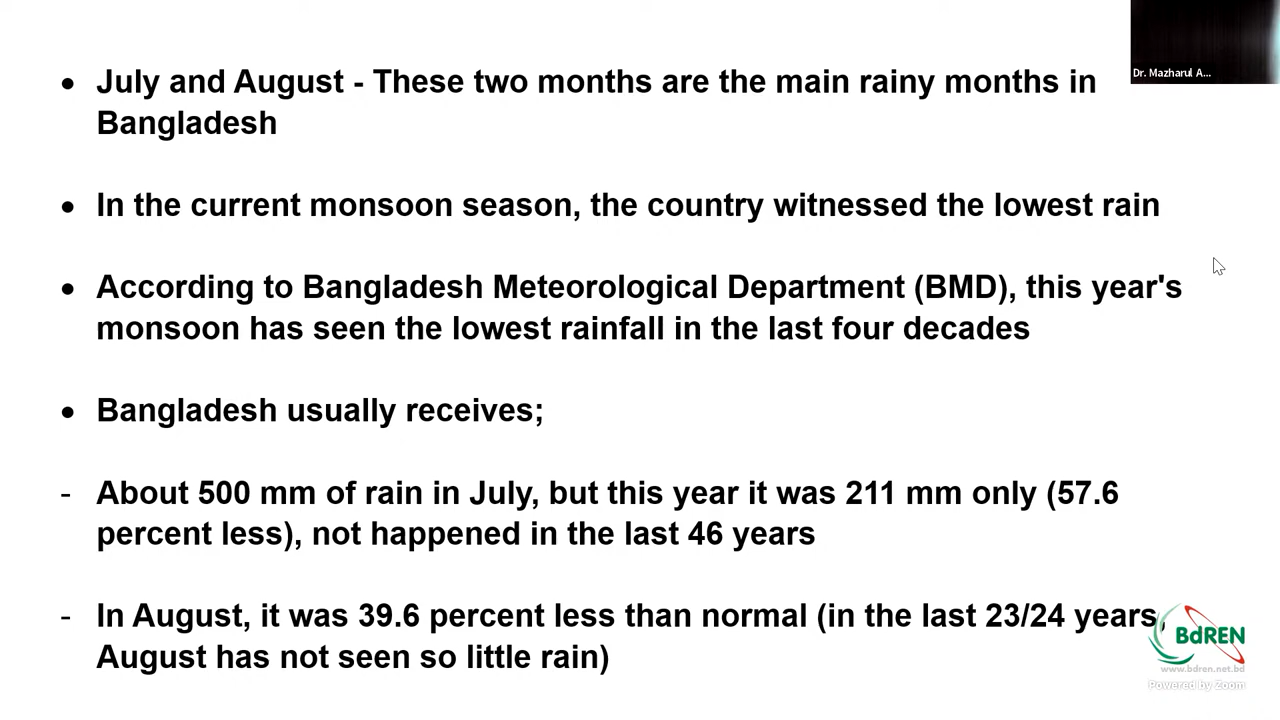 Dr. Mazharul A...
• July and August - These two months are the main rainy months in
Bangladesh
• In the current monsoon season, the country witnessed the lowest rain
• According to Bangladesh Meteorological Department (BMD), this year's
monsoon has seen the lowest rainfall in the last four decades
• Bangladesh usually receives;
- About 500 mm of rain in July, but this year it was 211 mm only (57.6
percent less), not happened in the last 46 years
- In August, it was 39.6 percent less than normal (in the last 23/24 years,
August has not seen so little rain)
BdREN
www.bdren.net.bd
Powered by Zoom